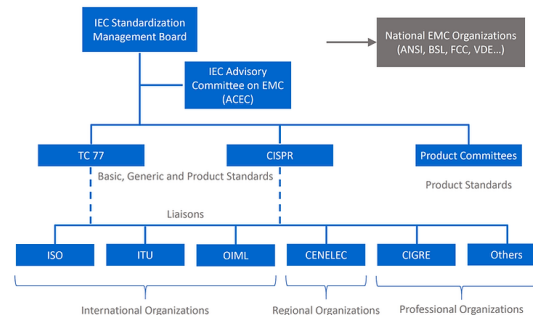 IEC Standardization
Management Board
National EMC Organizations
(ANSI, BSL, FCC, VDE...)
IEC Advisory
Committee on EMC
(ACEC)
TC 77
CISPR
Product Committees
Basic, Generic and Product Standards
Product Standards
Liaisons
ISO
ITU
OIML
CENELEC
CIGRE
Others
International Organizations
Regional Organizations
Professional Organizations